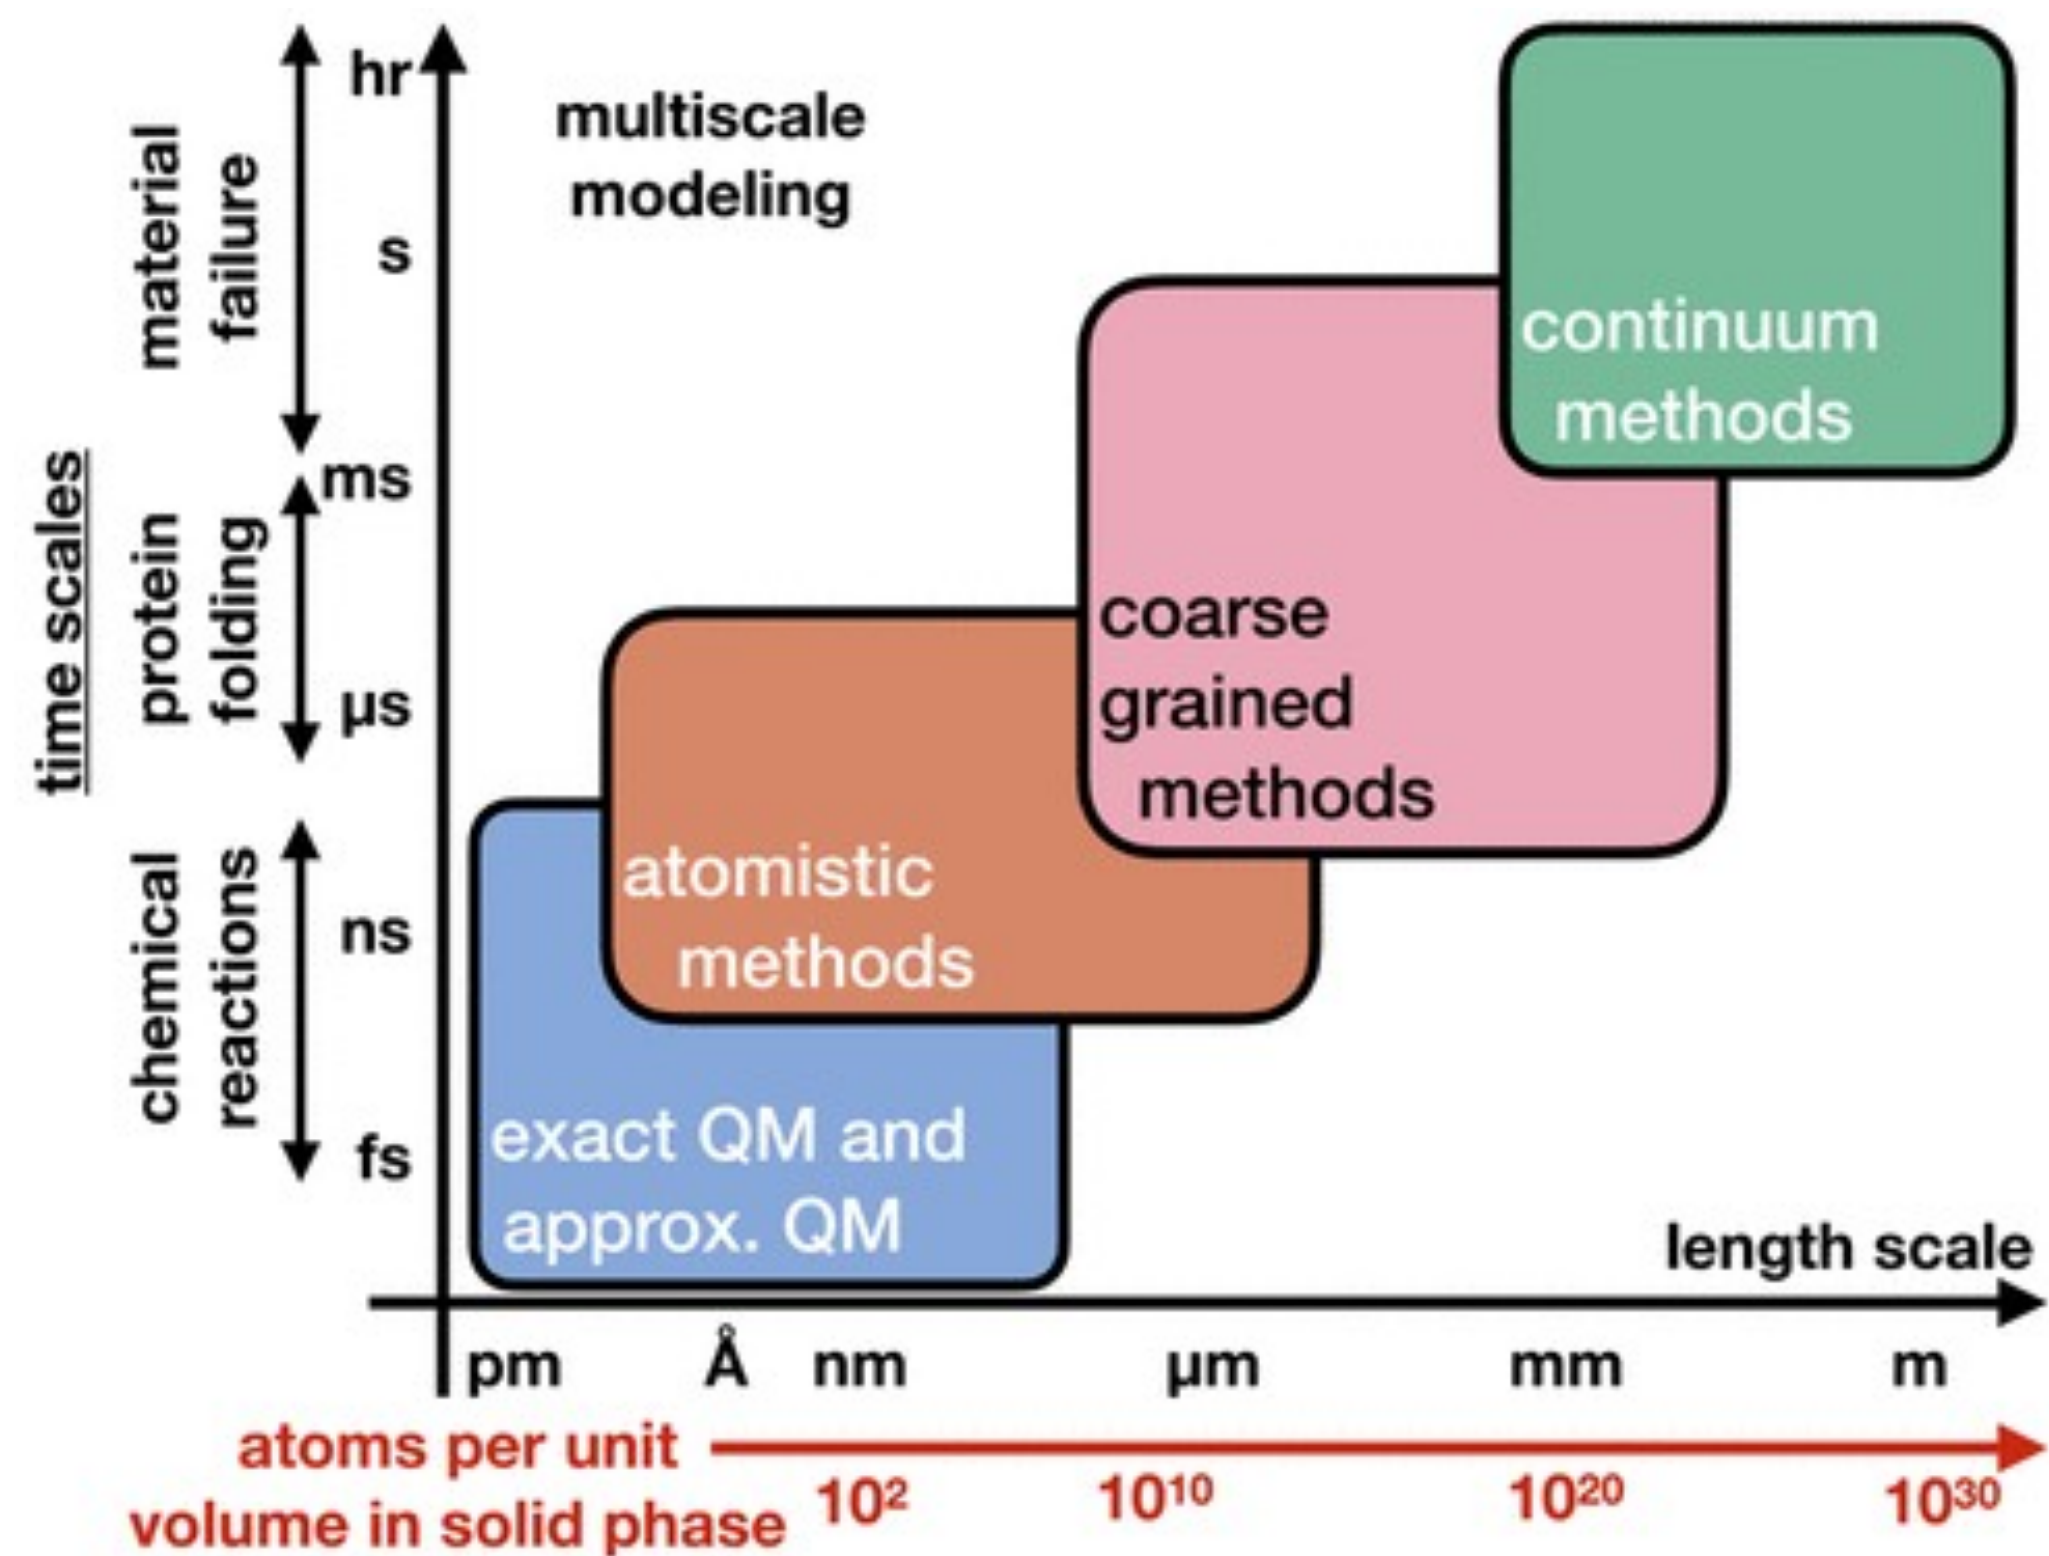 hr
multiscale
modeling
s
ms
µs
ns
fs
time scales
material
failure
protein
folding
chemical
reactions
continuum
methods
coarse
grained
methods
atomistic
methods
exact QM and
approx. QM
length scale
pm Å nm µm mm m
atoms per unit
volume in solid phase
10² 10¹⁰ 10²⁰ 10³⁰